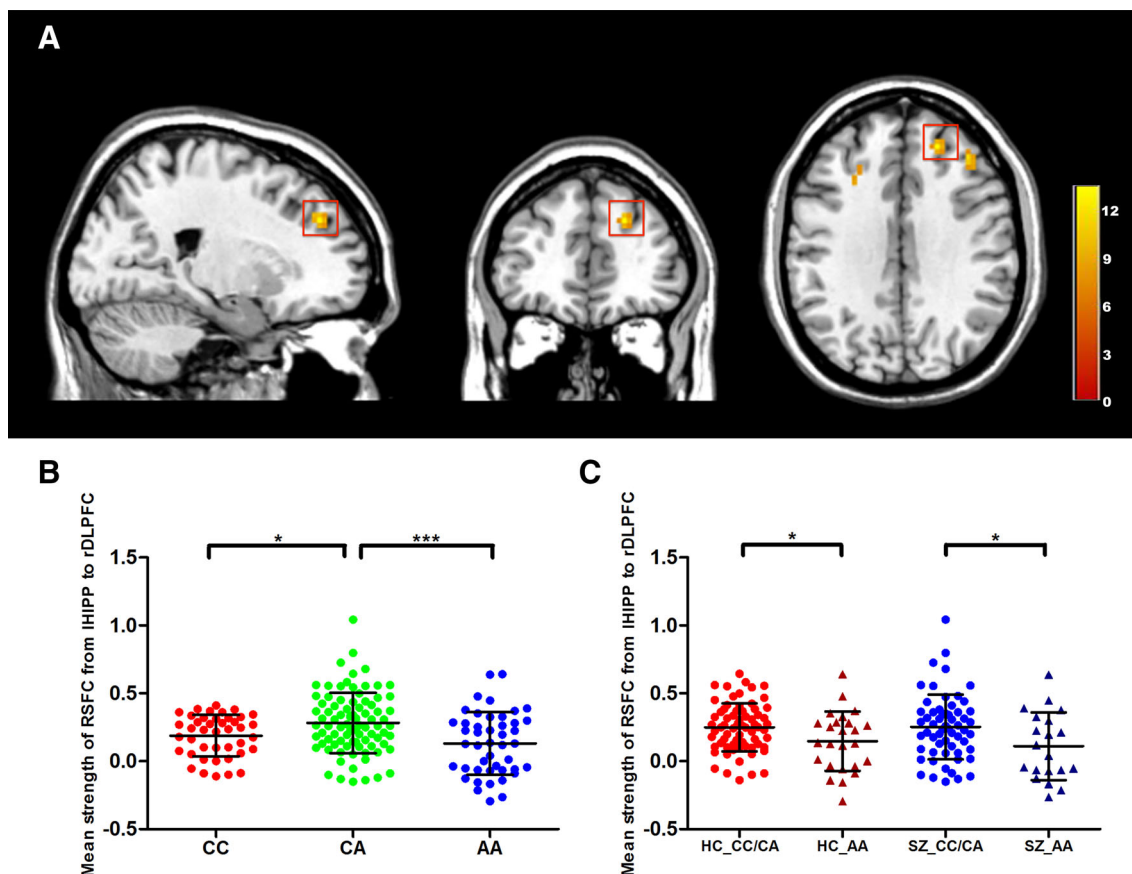 A
12
9
6
3
0
B
Mean strength of RSFC from lHIPP to rDLPFC
1.5
1.0
0.5
0.0
-0.5
*
***
CC
CA
AA
C
Mean strength of RSFC from lHIPP to rDLPFC
1.5
1.0
0.5
0.0
-0.5
*
*
HC_CC/CA
HC_AA
SZ_CC/CA
SZ_AA